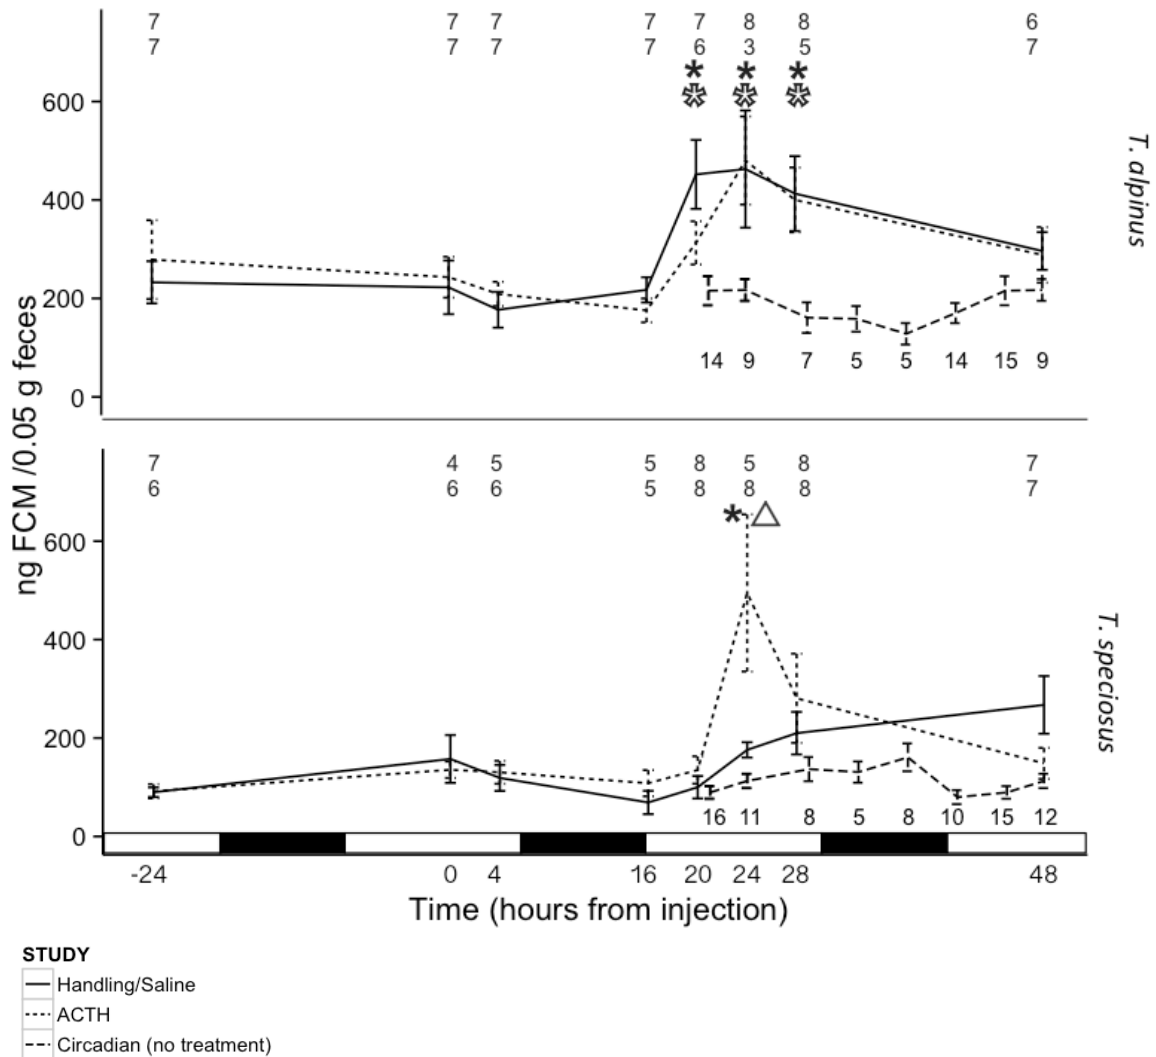 7 7 7 7 7 8 8 6
7 7 7 7 6 3 5 7
* * *
600
400
200
0
14 9 7 5 5 14 15 9
T. alpinus
ng FCM /0.05 g feces
7 4 5 5 8 5 8 7
6 6 6 5 8 8 8 7
* △
600
400
200
0
16 11 8 5 8 10 15 12
T. speciosus
-24 0 4 16 20 24 28 48
Time (hours from injection)
STUDY
Handling/Saline
ACTH
Circadian (no treatment)